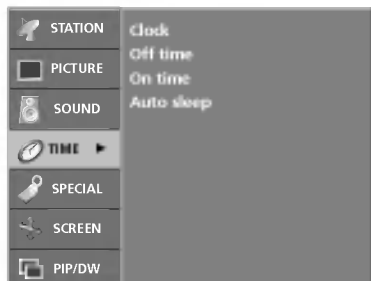 STATION
PICTURE
SOUND
TIME ►
SPECIAL
SCREEN
PIP/DW
Clock
Off time
On time
Auto sleep